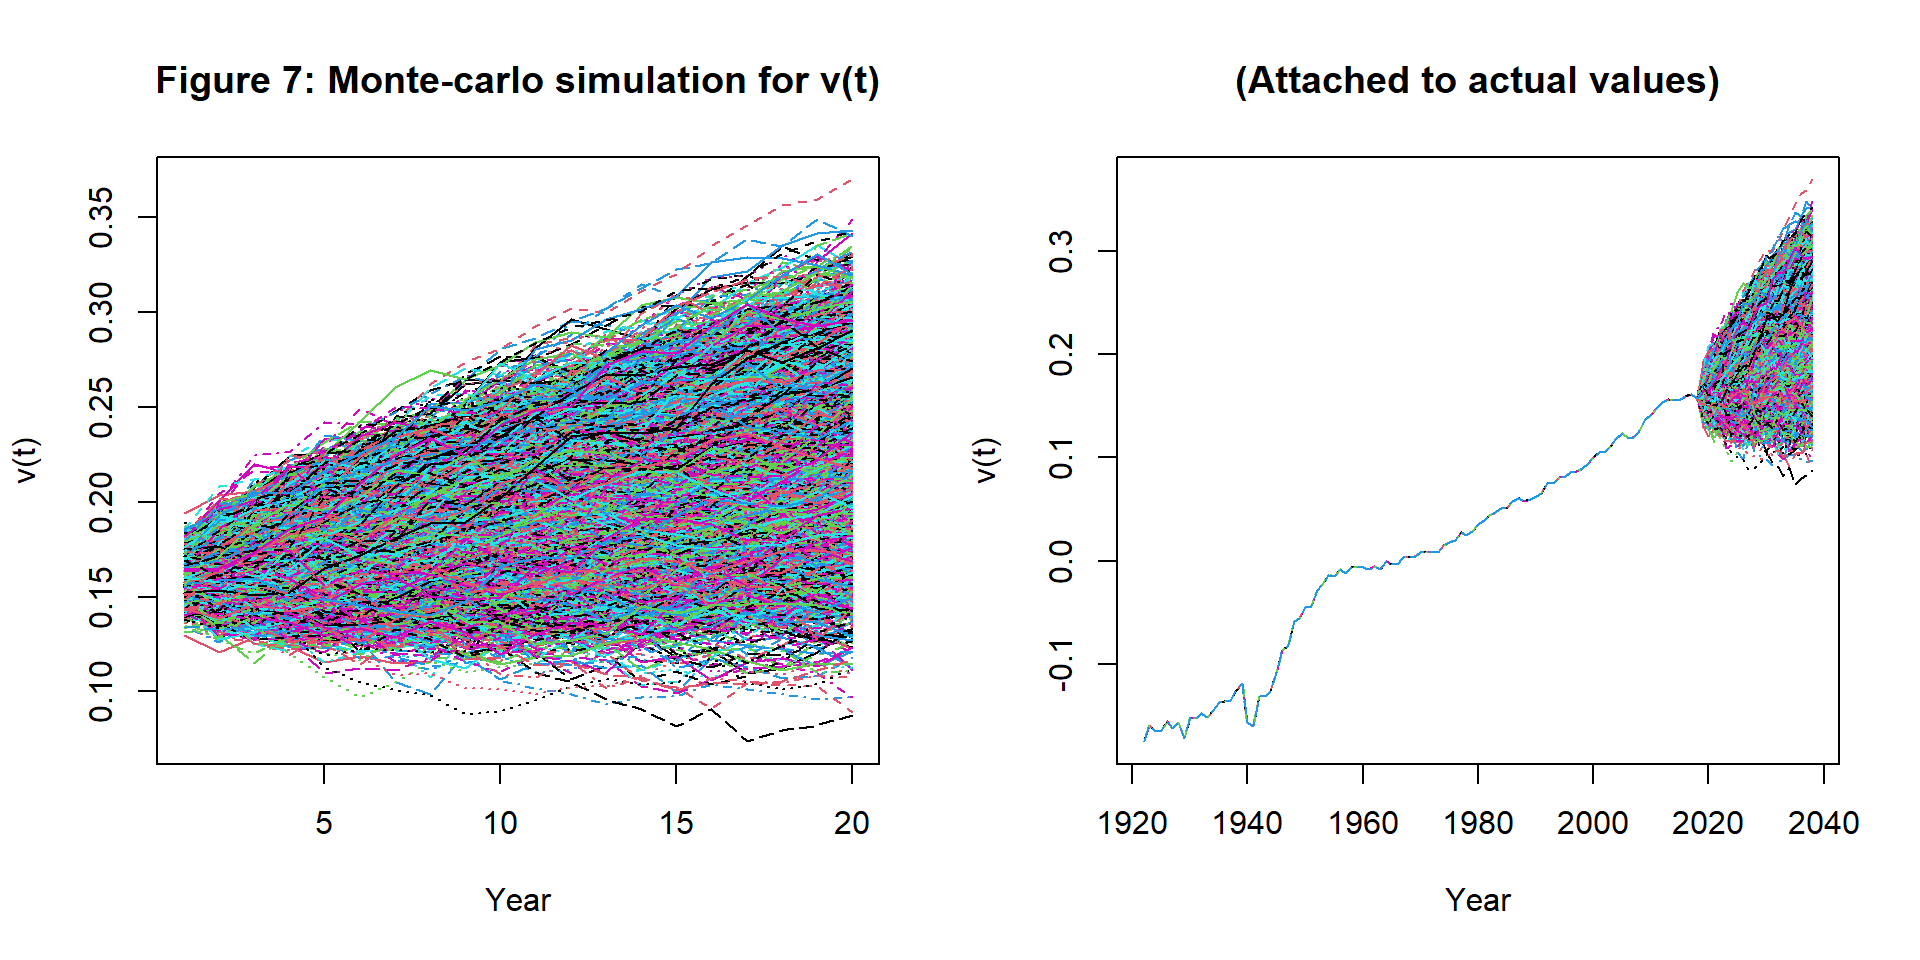 Figure 7: Monte-carlo simulation for v(t)
v(t)
0.35
0.30
0.25
0.20
0.15
0.10
5 10 15 20
Year
(Attached to actual values)
v(t)
0.3
0.2
0.1
0.0
-0.1
1920 1940 1960 1980 2000 2020 2040
Year